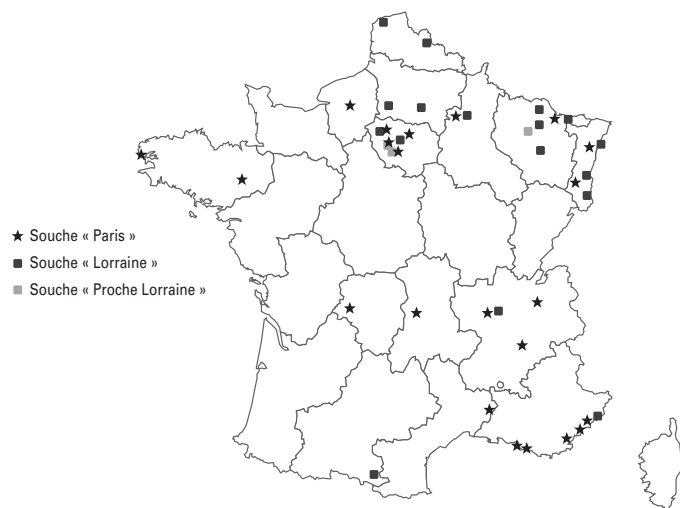 Souche « Paris »
Souche « Lorraine »
Souche « Proche Lorraine »